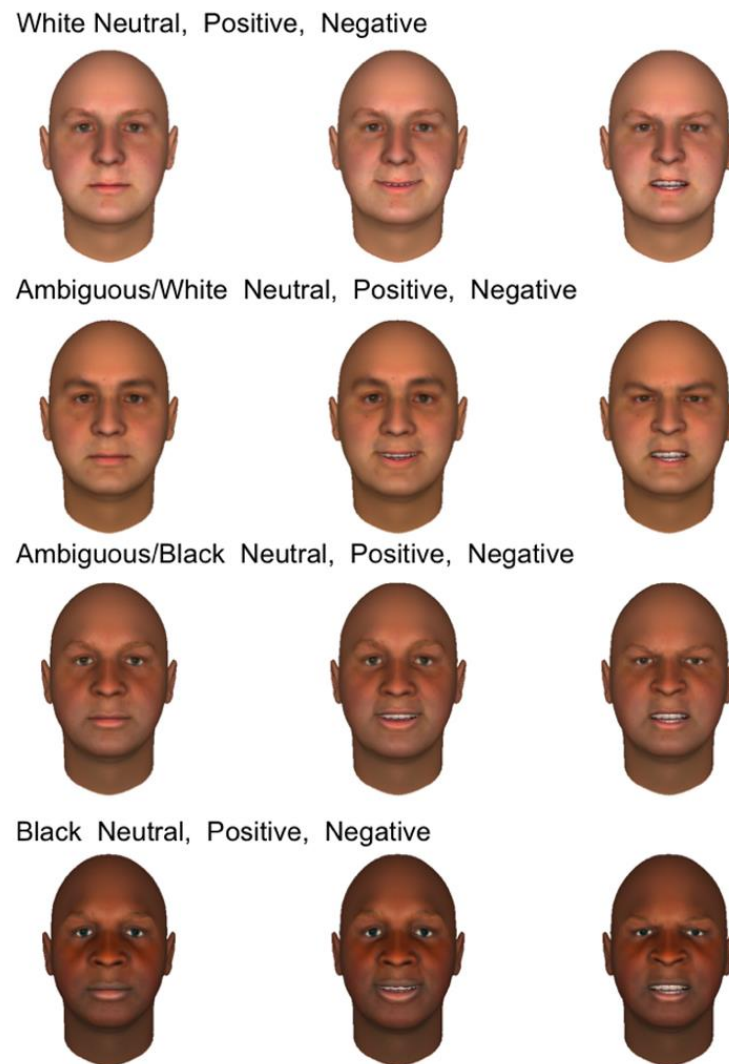 White Neutral, Positive, Negative
Ambiguous/White Neutral, Positive, Negative
Ambiguous/Black Neutral, Positive, Negative
Black Neutral, Positive, Negative